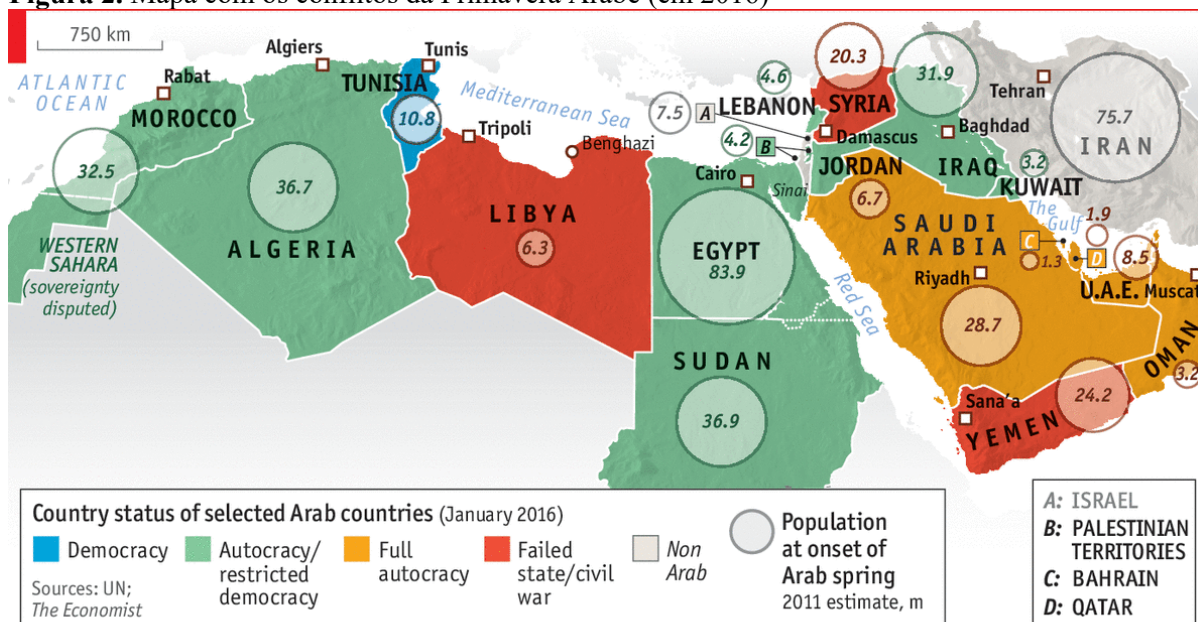 Figura 2. Mapa com os conflitos da Primavera Árabe (em 2016)
750 km
ATLANTIC
OCEAN
Rabat
MOROCCO
32.5
WESTERN
SAHARA
(sovereignty
disputed)
Algiers
36.7
ALGERIA
Tunis
TUNISIA
10.8
Mediterranean Sea
Tripoli
Benghazi
LIBYA
6.3
Cairo
Sinai
EGYPT
83.9
SUDAN
36.9
Red Sea
7.5
A
4.6
LEBANON
4.2
B
20.3
SYRIA
Damascus
JORDAN
6.7
31.9
Baghdad
IRAQ
3.2
KUWAIT
Tehran
75.7
IRAN
The
Gulf
SAUDI
ARABIA
Riyadh
28.7
C
1.3
1.9
D
8.5
U.A.E.
Muscat
OMAN
3.2
Sana'a
YEMEN
24.2
Country status of selected Arab countries (January 2016)
Democracy
Autocracy/
restricted
democracy
Full
autocracy
Failed
state/civil
war
Non
Arab
Population
at onset of
Arab spring
2011 estimate, m
Sources: UN;
The Economist
A: ISRAEL
B: PALESTINIAN
TERRITORIES
C: BAHRAIN
D: QATAR